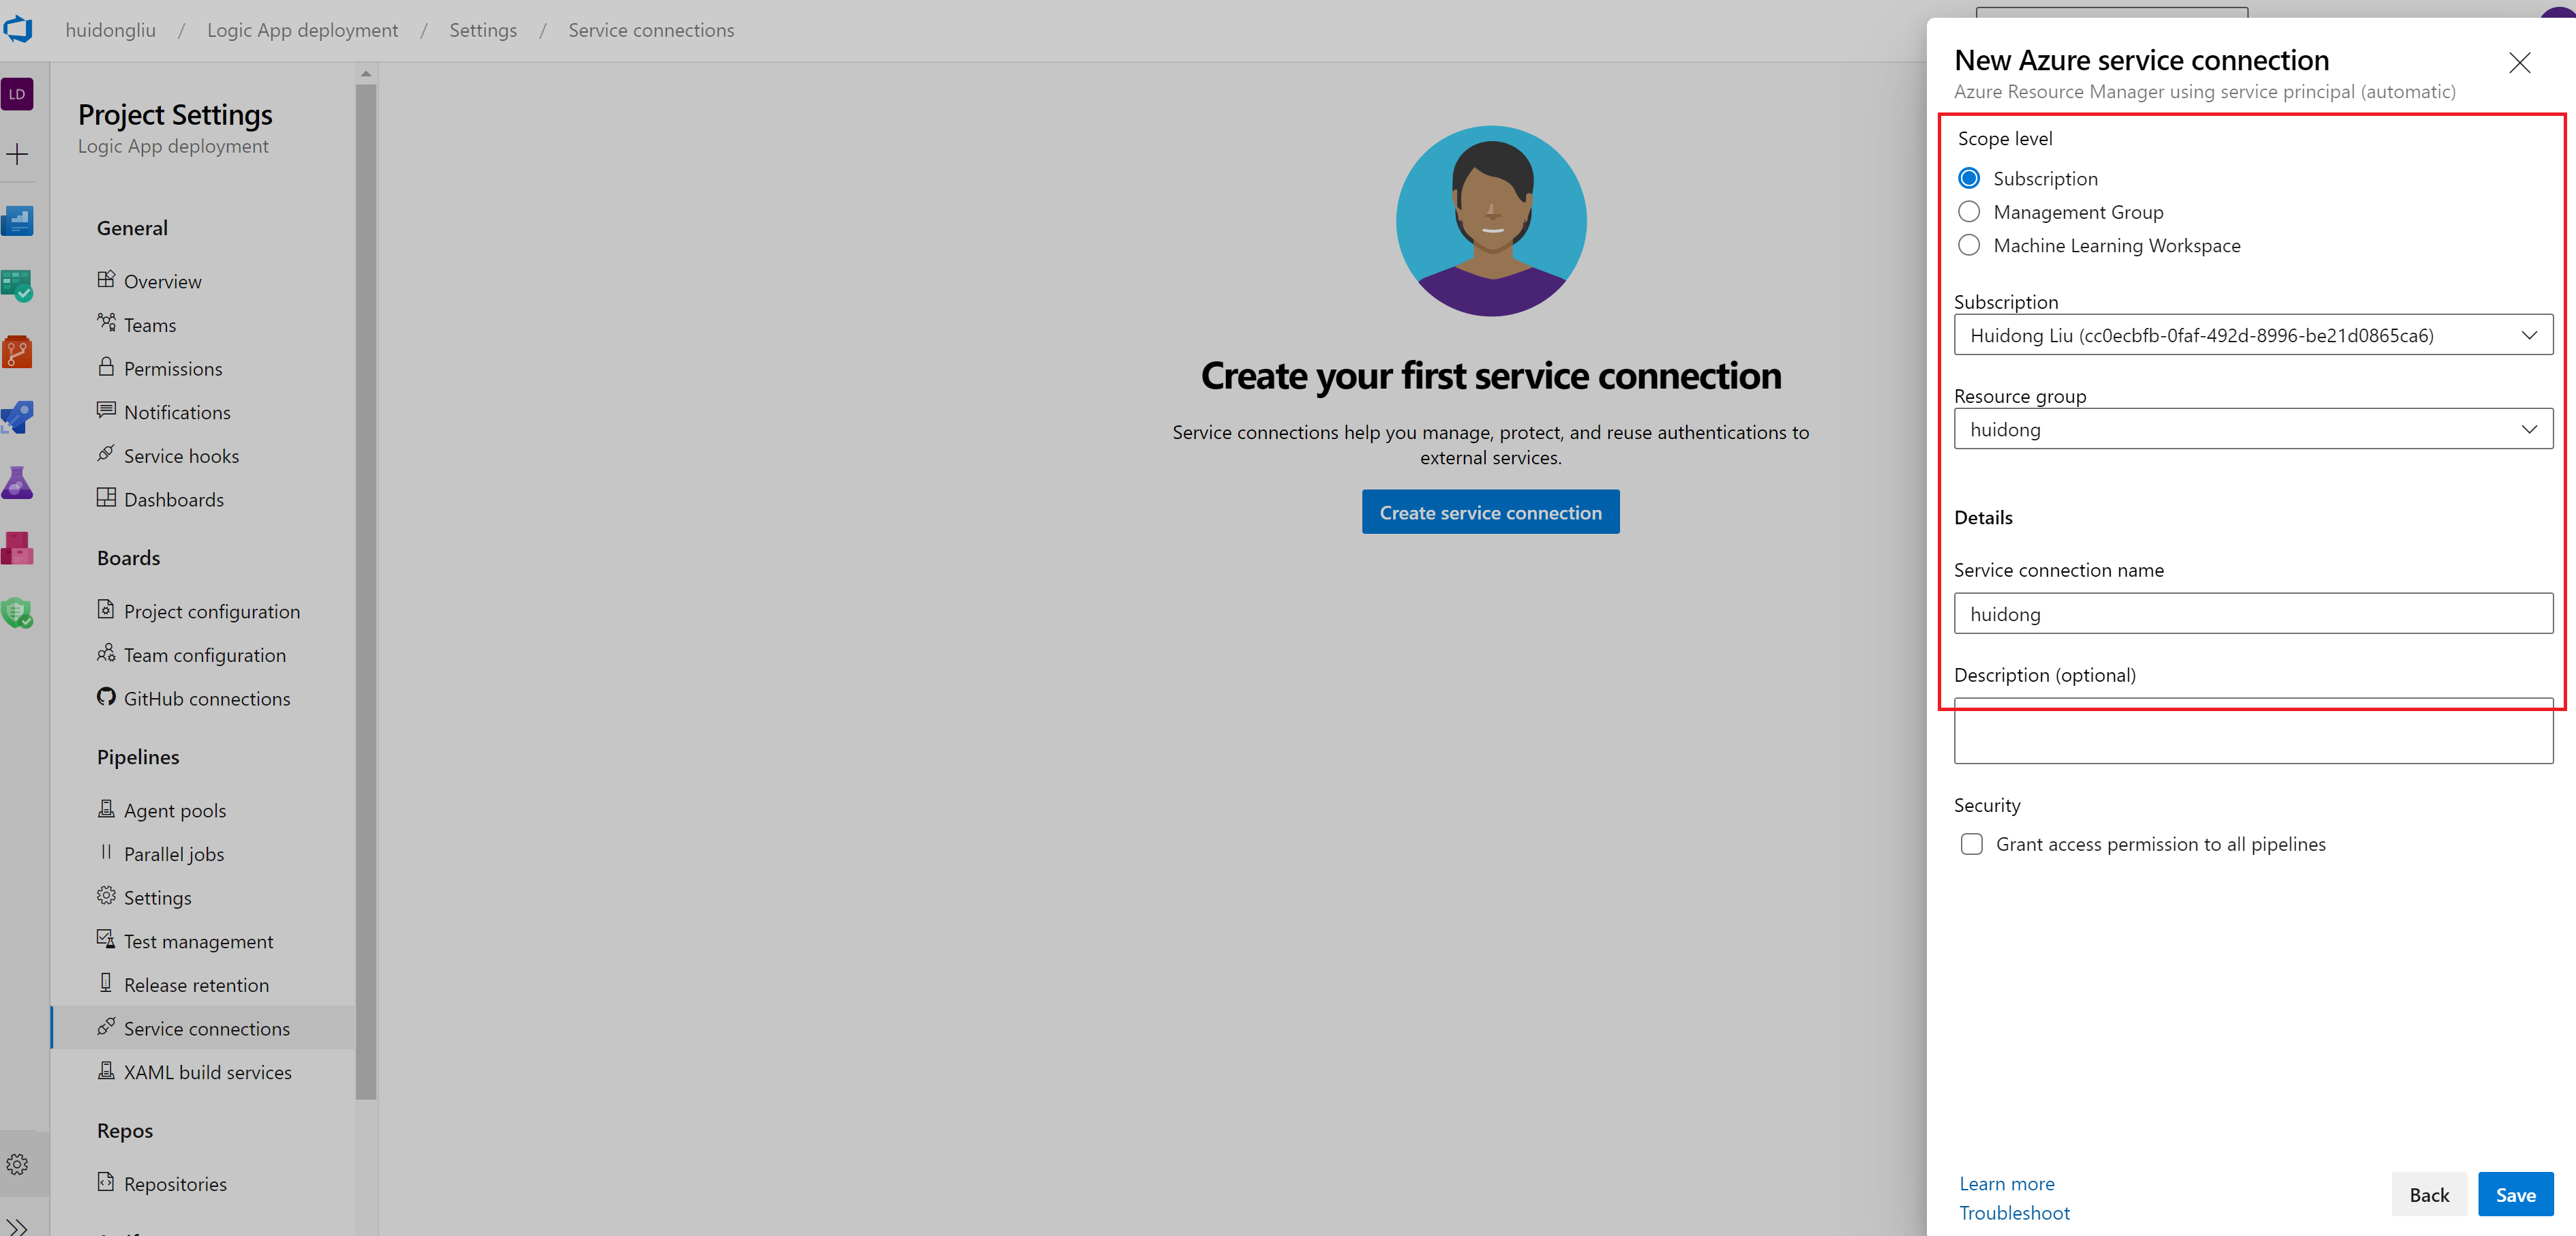 huidongliu / Logic App deployment / Settings / Service connections
LD
Project Settings
Logic App deployment
General
Overview
Teams
Permissions
Notifications
Service hooks
Dashboards
Boards
Project configuration
Team configuration
GitHub connections
Pipelines
Agent pools
Parallel jobs
Settings
Test management
Release retention
Service connections
XAML build services
Repos
Repositories
Create your first service connection
Service connections help you manage, protect, and reuse authentications to
external services.
Create service connection
New Azure service connection
Azure Resource Manager using service principal (automatic)
Scope level
Subscription
Management Group
Machine Learning Workspace
Subscription
Huidong Liu (cc0ecbfb-0faf-492d-8996-be21d0865ca6)
Resource group
huidong
Details
Service connection name
huidong
Description (optional)
Security
Grant access permission to all pipelines
Learn more
Troubleshoot
Back
Save